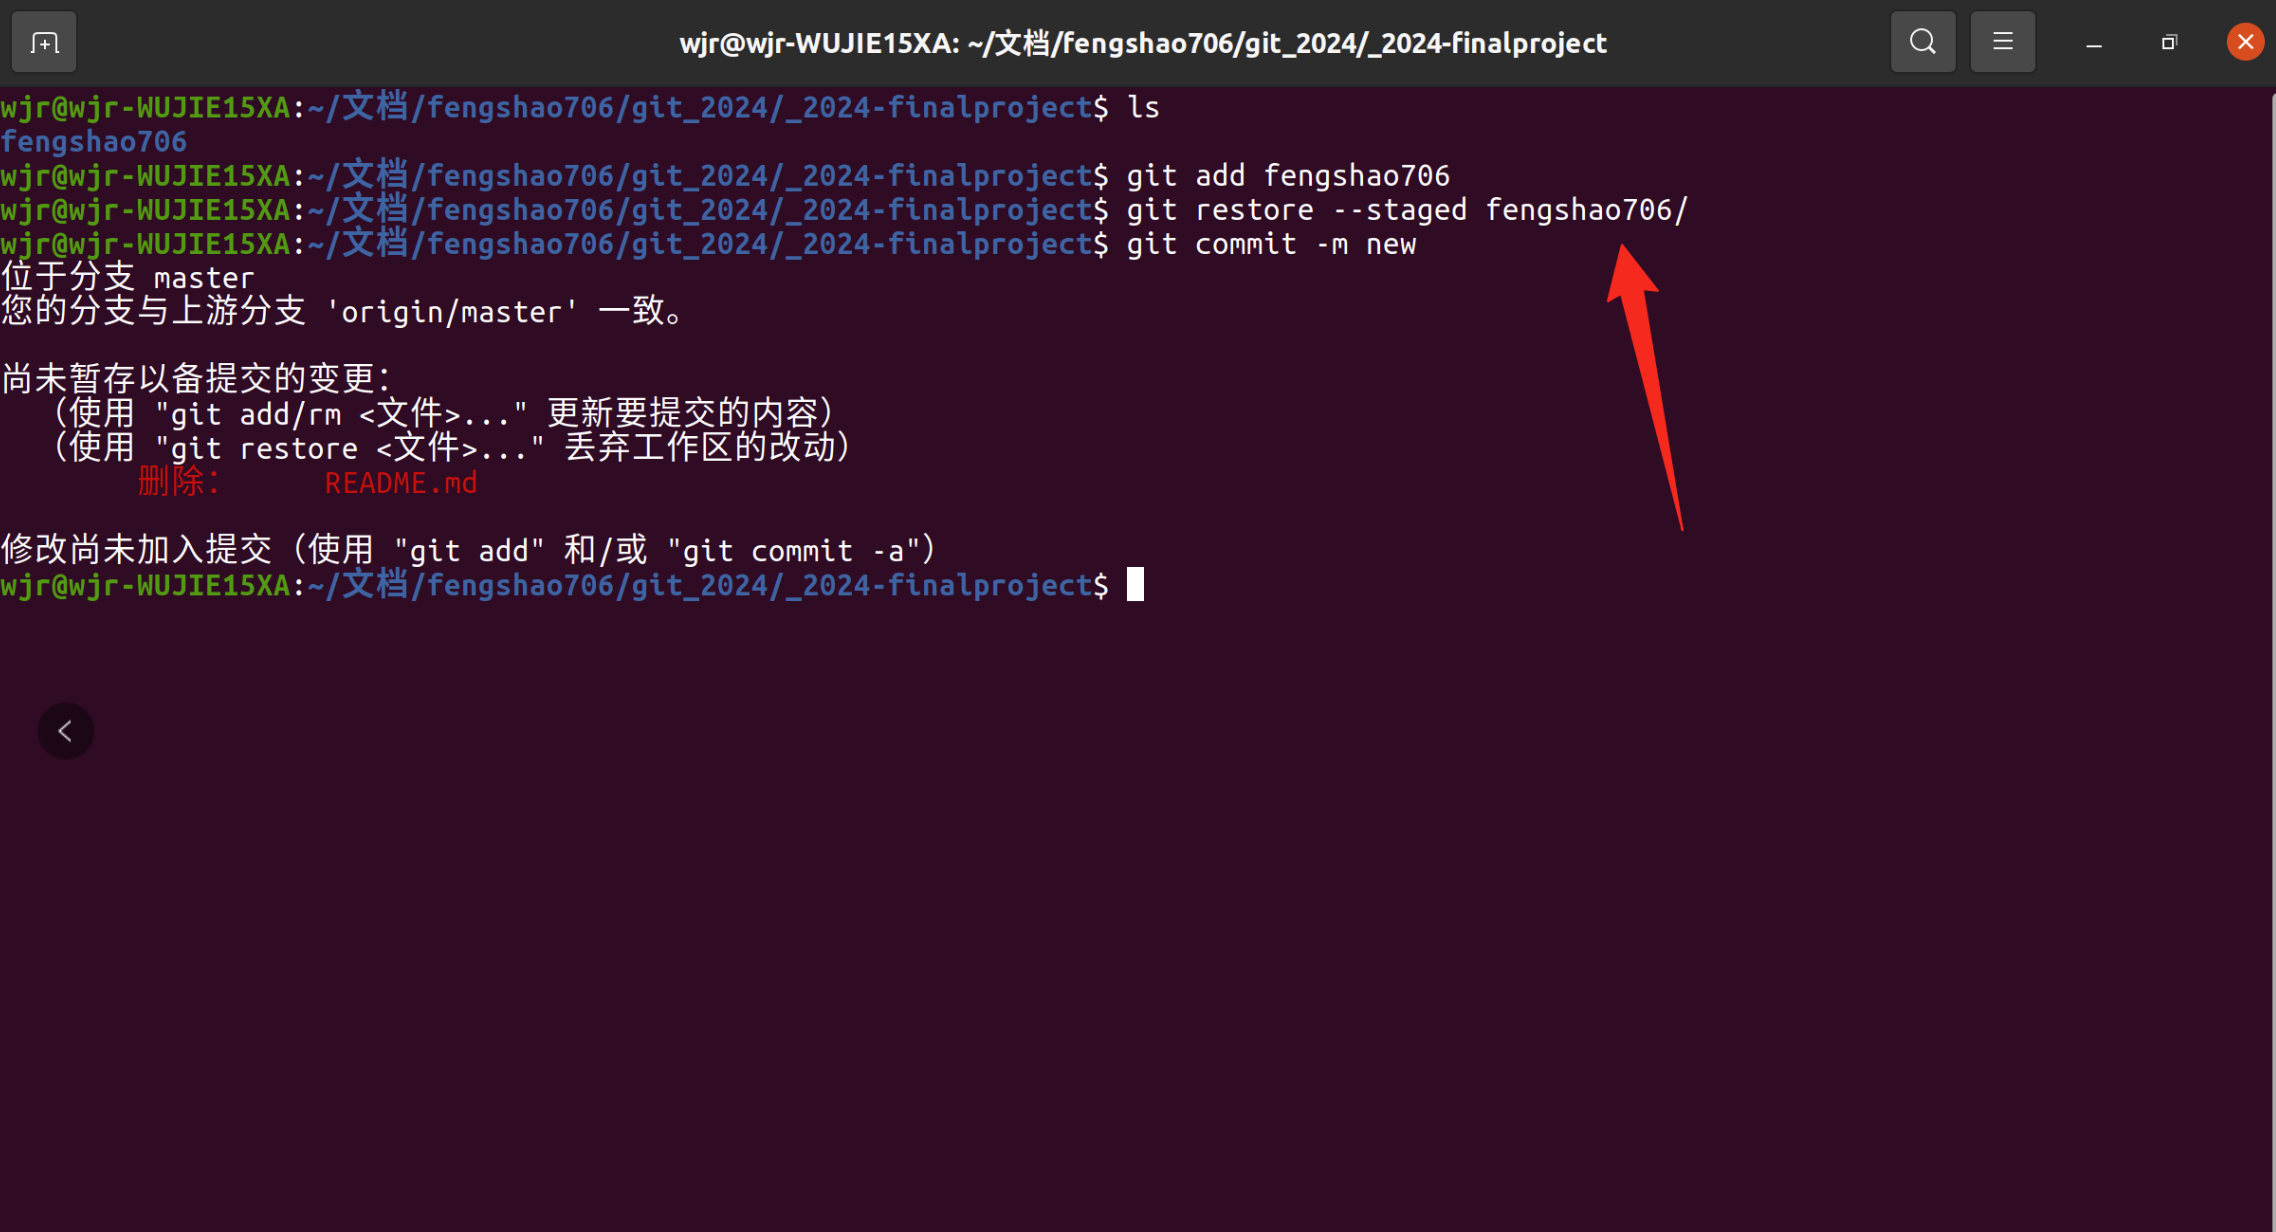 wjr@wjr-WUJIE15XA: ~/文档/fengshao706/git_2024/_2024-finalproject
wjr@wjr-WUJIE15XA:~/文档/fengshao706/git_2024/_2024-finalproject$ ls
fengshao706
wjr@wjr-WUJIE15XA:~/文档/fengshao706/git_2024/_2024-finalproject$ git add fengshao706
wjr@wjr-WUJIE15XA:~/文档/fengshao706/git_2024/_2024-finalproject$ git restore --staged fengshao706/
wjr@wjr-WUJIE15XA:~/文档/fengshao706/git_2024/_2024-finalproject$ git commit -m new
位于分支 master
您的分支与上游分支 'origin/master' 一致。
尚未暂存以备提交的变更：
（使用 "git add/rm <文件>..." 更新要提交的内容）
（使用 "git restore <文件>..." 丢弃工作区的改动）
删除： README.md
修改尚未加入提交（使用 "git add" 和/或 "git commit -a"）
wjr@wjr-WUJIE15XA:~/文档/fengshao706/git_2024/_2024-finalproject$